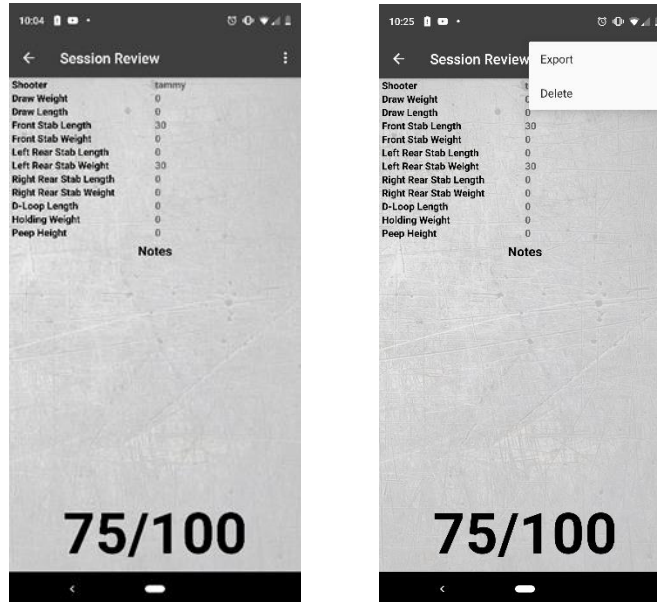 10:04
Session Review
Shooter tammy
Draw Weight 0
Draw Length 0
Front Stab Length 30
Front Stab Weight 0
Left Rear Stab Length 0
Left Rear Stab Weight 30
Right Rear Stab Length 0
Right Rear Stab Weight 0
D-Loop Length 0
Holding Weight 0
Peep Height 0
Notes
75/100
10:25
Session Review
Export
Delete
Shooter
Draw Weight
Draw Length 0
Front Stab Length 30
Front Stab Weight 0
Left Rear Stab Length 0
Left Rear Stab Weight 30
Right Rear Stab Length 0
Right Rear Stab Weight 0
D-Loop Length 0
Holding Weight 0
Peep Height 0
Notes
75/100